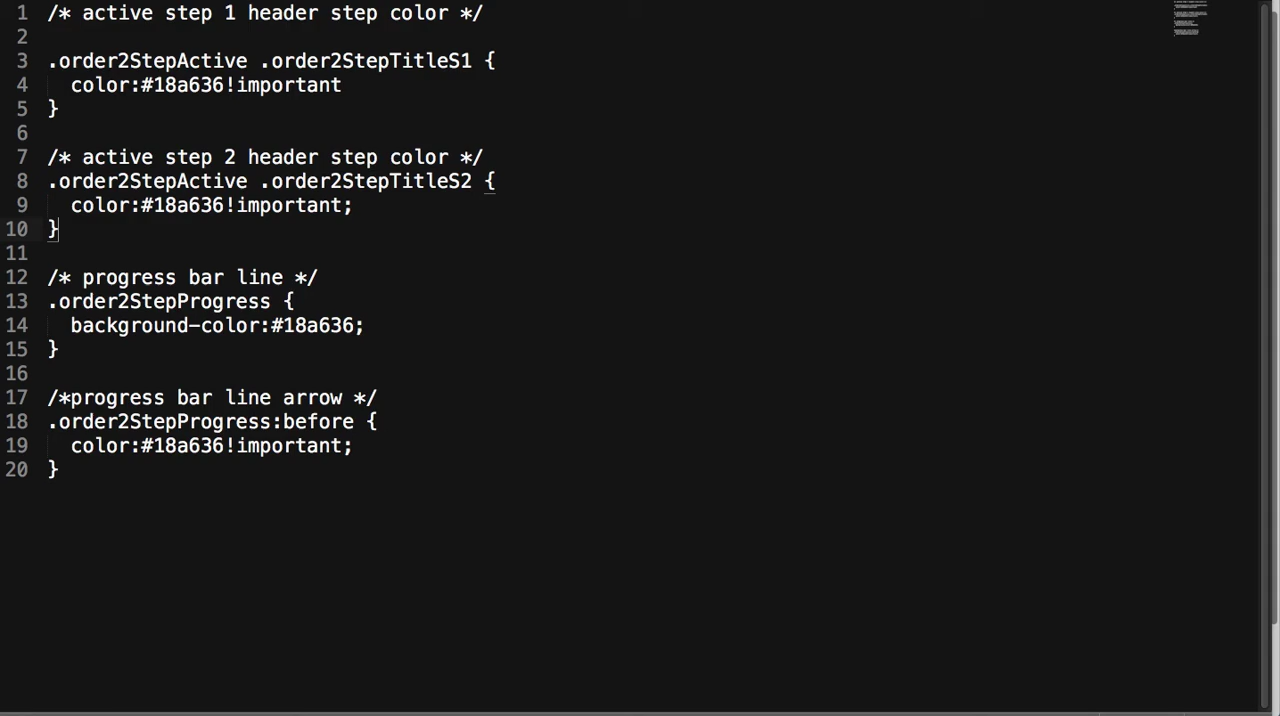 1 /* active step 1 header step color */
2
3 .order2StepActive .order2StepTitleS1 {
4   color:#18a636!important
5 }
6
7 /* active step 2 header step color */
8 .order2StepActive .order2StepTitleS2 {
9   color:#18a636!important;
10 }
11
12 /* progress bar line */
13 .order2StepProgress {
14   background-color:#18a636;
15 }
16
17 /*progress bar line arrow */
18 .order2StepProgress:before {
19   color:#18a636!important;
20 }